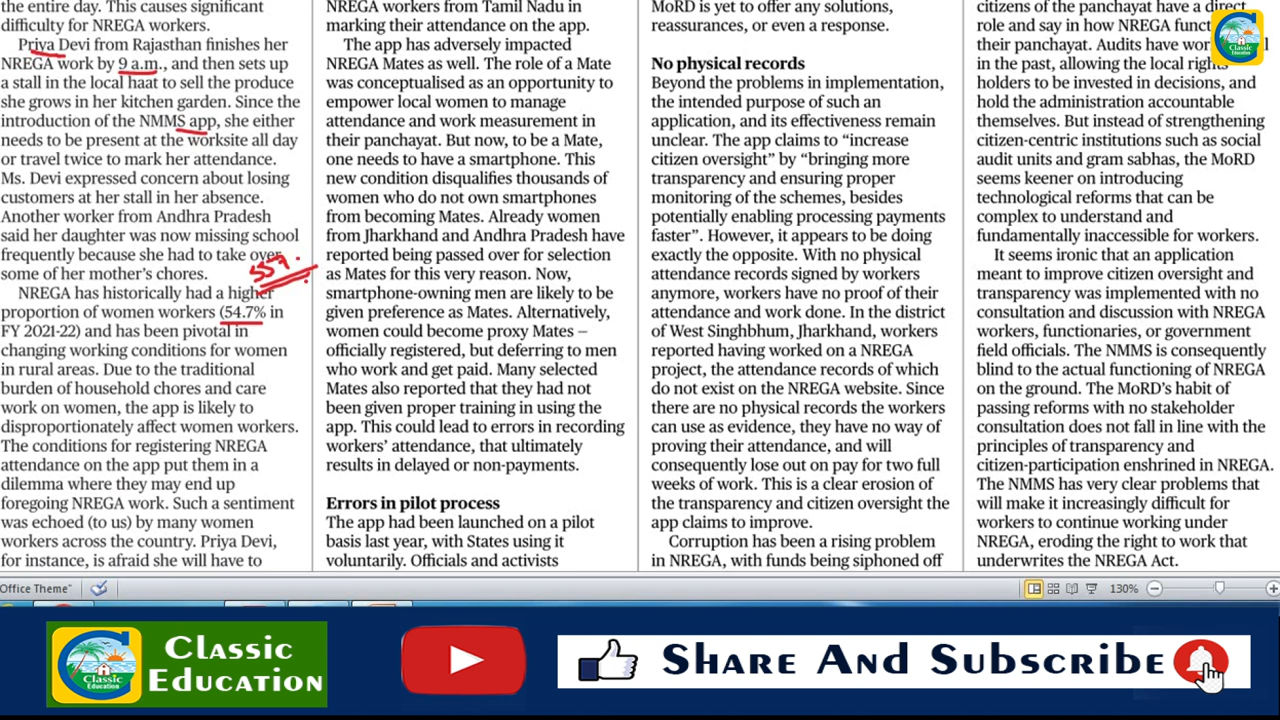 the entire day. This causes significant
difficulty for NREGA workers.
Priya Devi from Rajasthan finishes her
NREGA work by 9 a.m., and then sets up
a stall in the local haat to sell the produce
she grows in her kitchen garden. Since the
introduction of the NMMS app, she either
needs to be present at the worksite all day
or travel twice to mark her attendance.
Ms. Devi expressed concern about losing
customers at her stall in her absence.
Another worker from Andhra Pradesh
said her daughter was now missing school
frequently because she had to take over
some of her mother's chores.
NREGA has historically had a higher
proportion of women workers (54.7% in
FY 2021-22) and has been pivotal in
changing working conditions for women
in rural areas. Due to the traditional
burden of household chores and care
work on women, the app is likely to
disproportionately affect women workers.
The conditions for registering NREGA
attendance on the app put them in a
dilemma where they may end up
foregoing NREGA work. Such a sentiment
was echoed (to us) by many women
workers across the country. Priya Devi,
for instance, is afraid she will have to
NREGA workers from Tamil Nadu in
marking their attendance on the app.
The app has adversely impacted
NREGA Mates as well. The role of a Mate
was conceptualised as an opportunity to
empower local women to manage
attendance and work measurement in
their panchayat. But now, to be a Mate,
one needs to have a smartphone. This
new condition disqualifies thousands of
women who do not own smartphones
from becoming Mates. Already women
from Jharkhand and Andhra Pradesh have
reported being passed over for selection
as Mates for this very reason. Now,
smartphone-owning men are likely to be
given preference as Mates. Alternatively,
women could become proxy Mates –
officially registered, but deferring to men
who work and get paid. Many selected
Mates also reported that they had not
been given proper training in using the
app. This could lead to errors in recording
workers' attendance, that ultimately
results in delayed or non-payments.
Errors in pilot process
The app had been launched on a pilot
basis last year, with States using it
voluntarily. Officials and activists
MoRD is yet to offer any solutions,
reassurances, or even a response.
No physical records
Beyond the problems in implementation,
the intended purpose of such an
application, and its effectiveness remain
unclear. The app claims to “increase
citizen oversight” by “bringing more
transparency and ensuring proper
monitoring of the schemes, besides
potentially enabling processing payments
faster”. However, it appears to be doing
exactly the opposite. With no physical
attendance records signed by workers
anymore, workers have no proof of their
attendance and work done. In the district
of West Singhbhum, Jharkhand, workers
reported having worked on a NREGA
project, the attendance records of which
do not exist on the NREGA website. Since
there are no physical records the workers
can use as evidence, they have no way of
proving their attendance, and will
consequently lose out on pay for two full
weeks of work. This is a clear erosion of
the transparency and citizen oversight the
app claims to improve.
Corruption has been a rising problem
in NREGA, with funds being siphoned off
citizens of the panchayat have a direct
role and say in how NREGA
their panchayat. Audits have
in the past, allowing the local
holders to be invested in decisions, and
hold the administration accountable
themselves. But instead of strengthening
citizen-centric institutions such as social
audit units and gram sabhas, the MoRD
seems keener on introducing
technological reforms that can be
complex to understand and
fundamentally inaccessible for workers.
It seems ironic that an application
meant to improve citizen oversight and
transparency was implemented with no
consultation and discussion with NREGA
workers, functionaries, or government
field officials. The NMMS is consequently
blind to the actual functioning of NREGA
on the ground. The MoRD's habit of
passing reforms with no stakeholder
consultation does not fall in line with the
principles of transparency and
citizen-participation enshrined in NREGA.
The NMMS has very clear problems that
will make it increasingly difficult for
workers to continue working under
NREGA, eroding the right to work that
underwrites the NREGA Act.
Classic
Education
Office Theme"
130%
Classic
Education
Classic
Education
Share And Subscribe